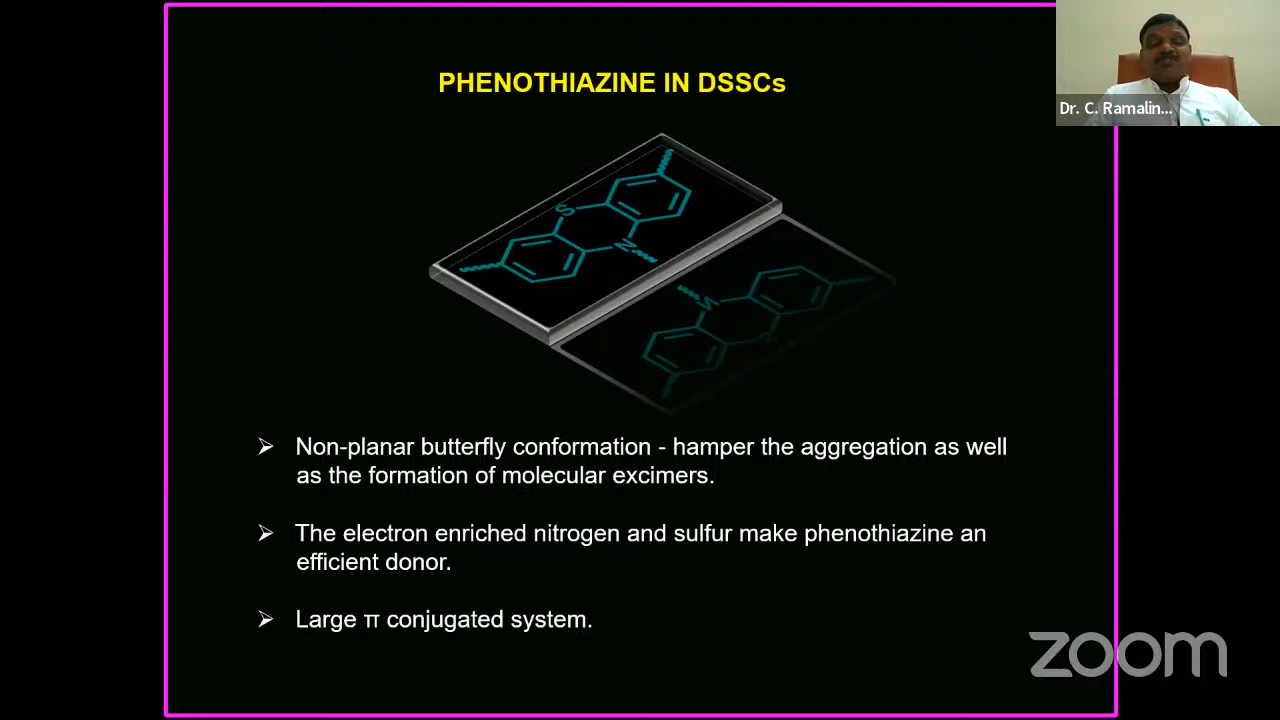 PHENOTHIAZINE IN DSSCs
Dr. C. Ramalin...
S
N
➢ Non-planar butterfly conformation - hamper the aggregation as well
as the formation of molecular excimers.
➢ The electron enriched nitrogen and sulfur make phenothiazine an
efficient donor.
➢ Large π conjugated system.
zoom